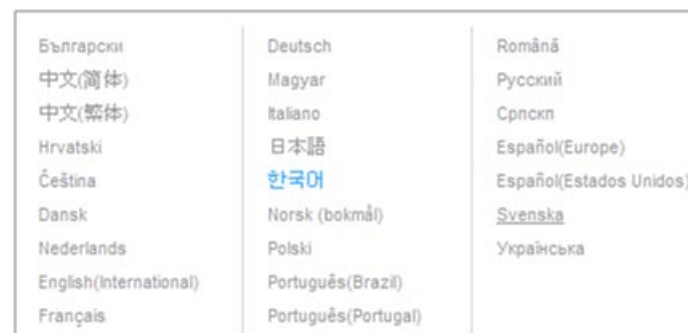 Български
中文(简体)
中文(繁体)
Hrvatski
Čeština
Dansk
Nederlands
English(International)
Français
Deutsch
Magyar
Italiano
日本語
한국어
Norsk (bokmål)
Polski
Português(Brazil)
Português(Portugal)
Română
Русский
Српскп
Español(Europe)
Español(Estados Unidos)
Svenska
Українська